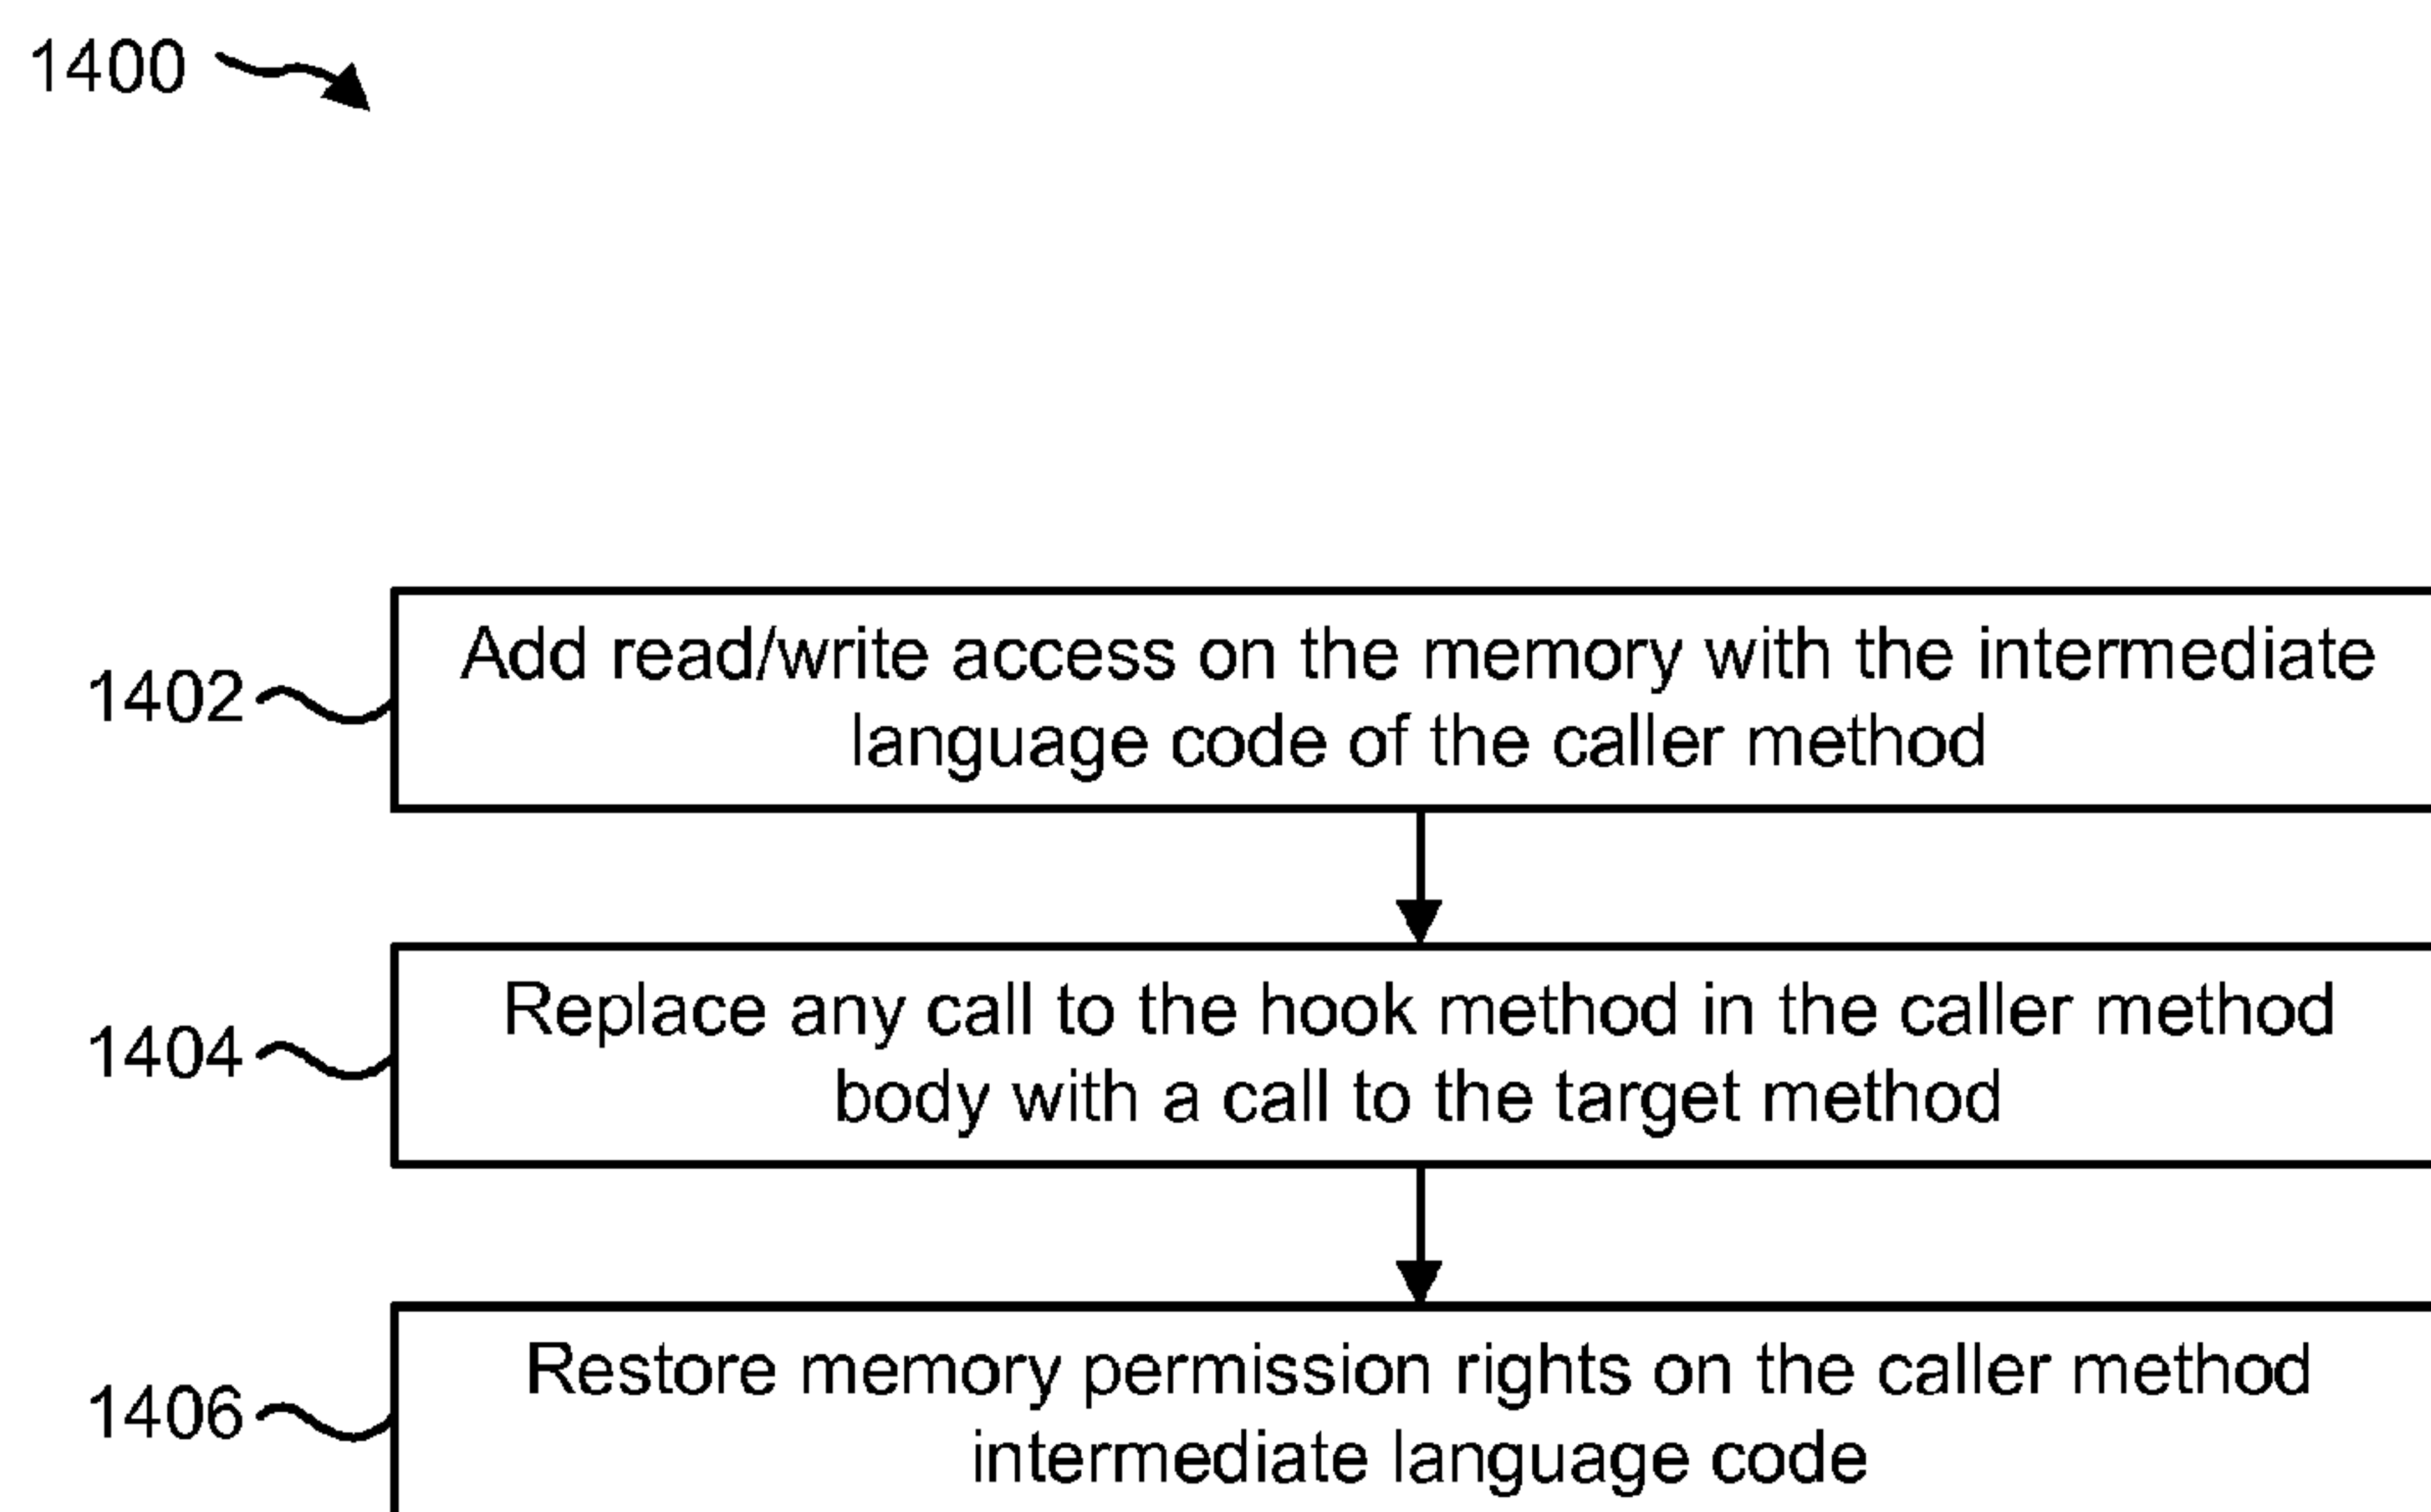 1400
1402
Add read/write access on the memory with the intermediate
language code of the caller method
1404
Replace any call to the hook method in the caller method
body with a call to the target method
1406
Restore memory permission rights on the caller method
intermediate language code